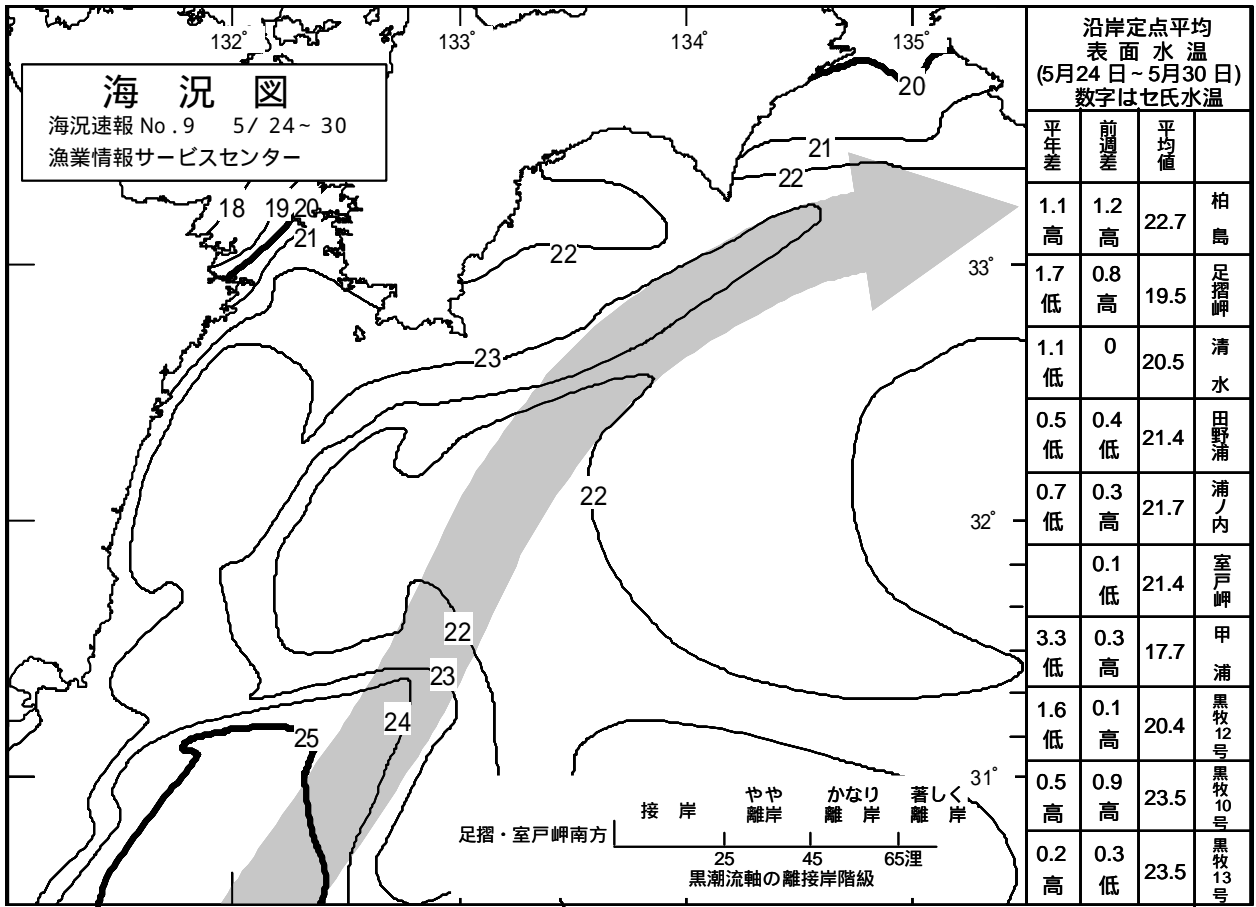 132°
133°
134°
135°
海 況 図
海況速報 No.9 5/24~30
漁業情報サービスセンター
20
21
22
18
19
20
21
22
33°
23
22
32°
22
23
24
25
31°
接 岸
やや
離岸
かなり
離 岸
著しく
離 岸
足摺・室戸岬南方
25
45
65浬
黒潮流軸の離接岸階級
沿岸定点平均
表 面 水 温
(5月24日~5月30日)
数字はセ氏水温
平年差 前週差 平均値
1.1高 1.2高 22.7 柏島
1.7低 0.8高 19.5 足摺岬
1.1低 0 20.5 清水
0.5低 0.4低 21.4 田野浦
0.7低 0.3高 21.7 浦ノ内
0.1低 21.4 室戸岬
3.3低 0.3高 17.7 甲浦
1.6低 0.1高 20.4 黒牧12号
0.5高 0.9高 23.5 黒牧10号
0.2高 0.3低 23.5 黒牧13号